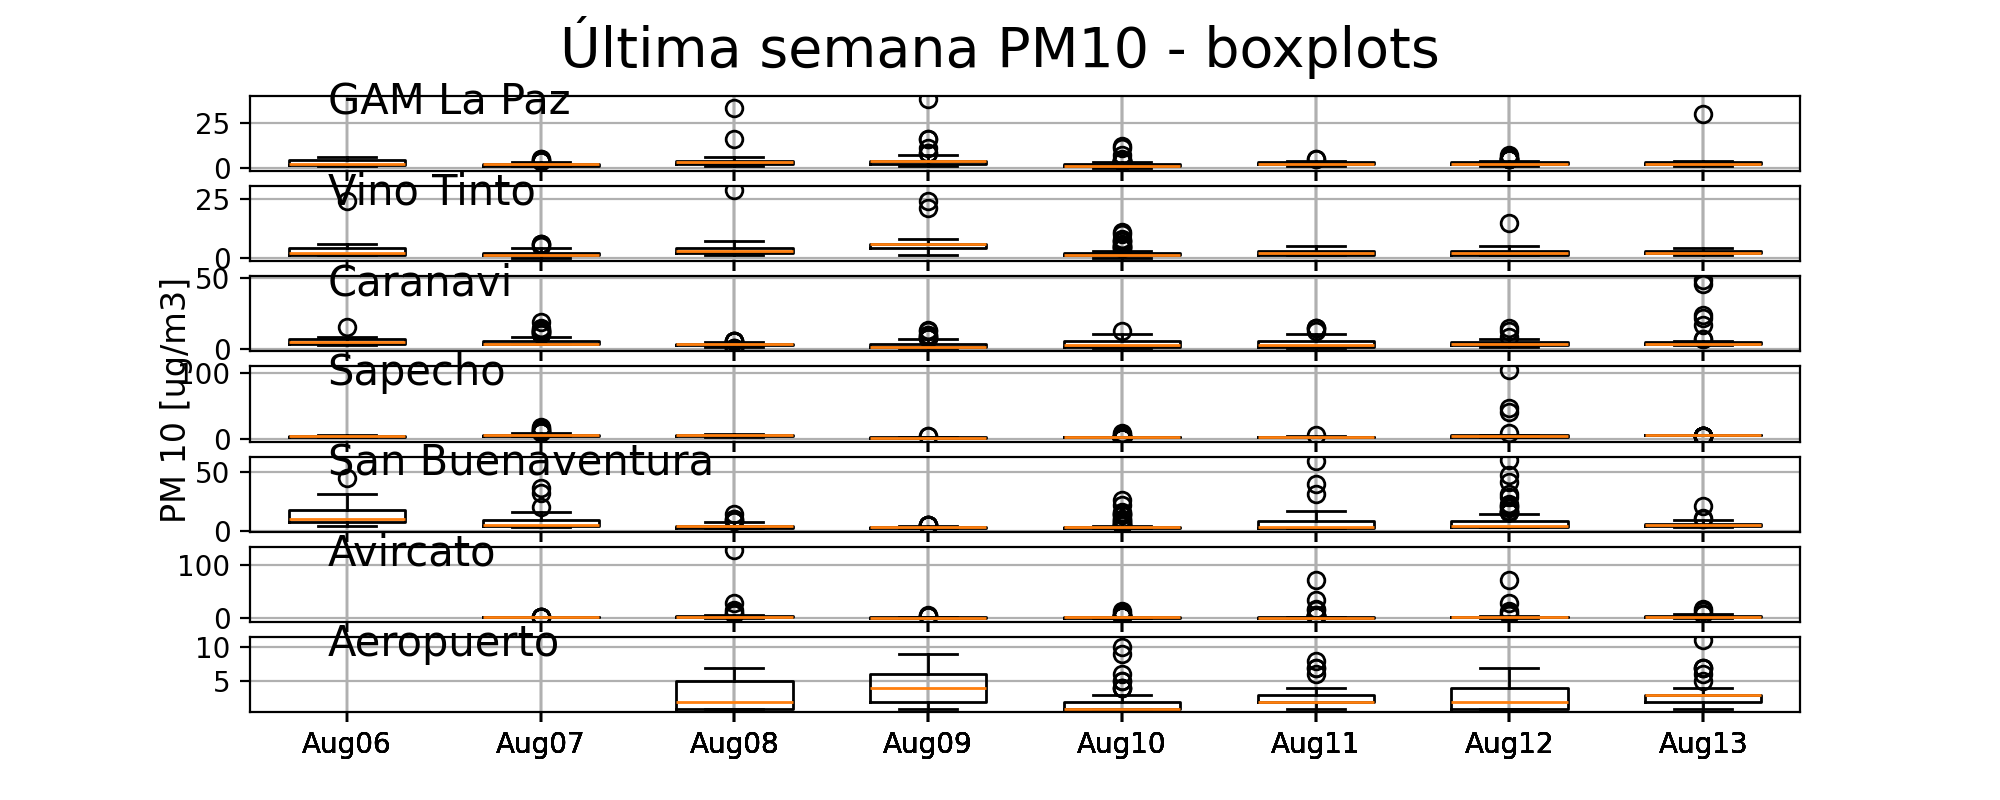 Última semana PM10 - boxplots
GAM La Paz
25
0
Vino Tinto
25
0
Caranavi
50
0
Sapecho
100
0
San Buenaventura
50
0
Avircato
100
0
Aeropuerto
10
5
PM 10 [ug/m3]
Aug06 Aug07 Aug08 Aug09 Aug10 Aug11 Aug12 Aug13